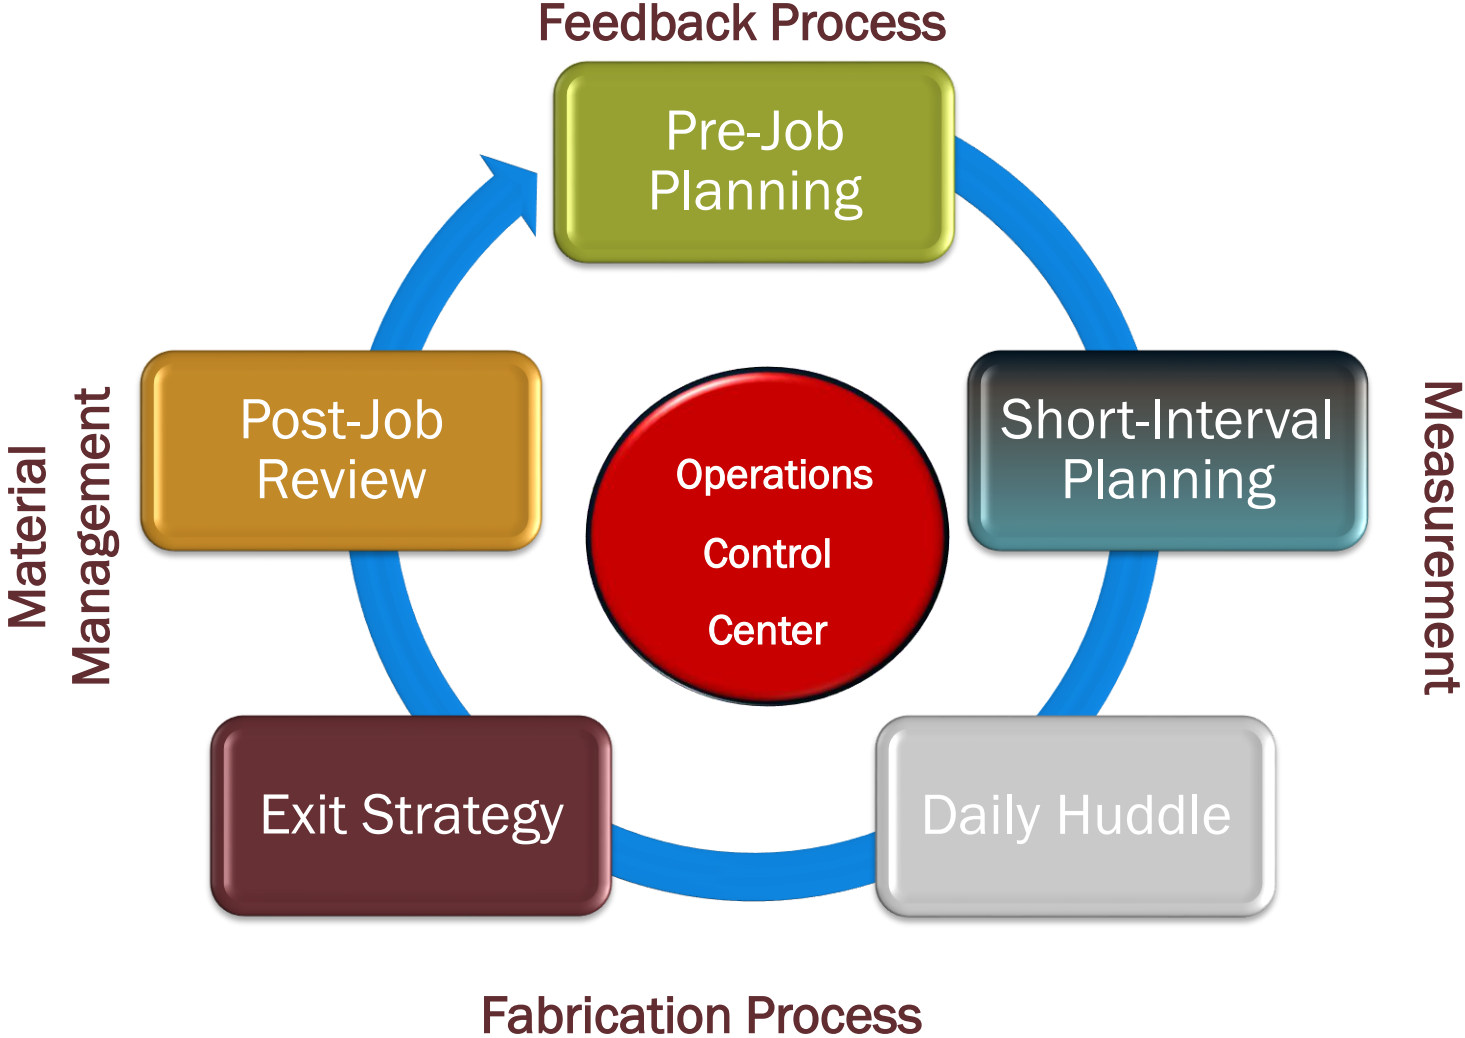 Feedback Process
Pre-Job
Planning
Short-Interval
Planning
Measurement
Daily Huddle
Fabrication Process
Exit Strategy
Post-Job
Review
Material
Management
Operations
Control
Center